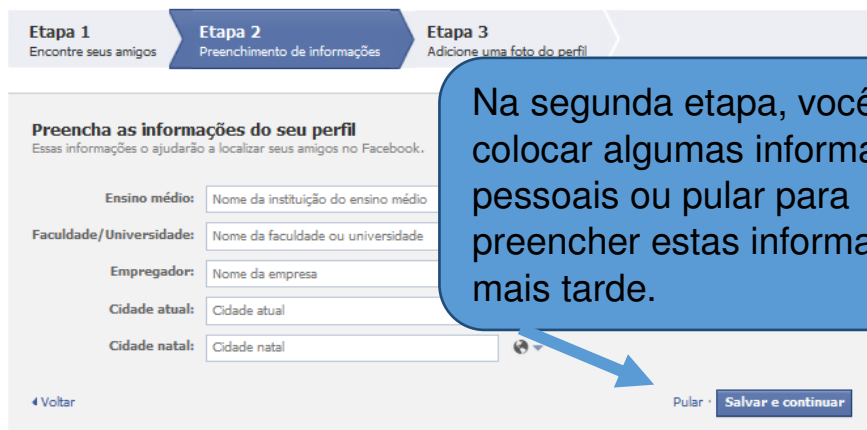 Etapa 1
Encontre seus amigos
Etapa 2
Preenchimento de informações
Etapa 3
Adicione uma foto do perfil
Na segunda etapa, você
colocar algumas informa
pessoais ou pular para
preencher estas informa
mais tarde.
Preencha as informações do seu perfil
Essas informações o ajudarão a localizar seus amigos no Facebook.
Ensino médio: Nome da instituição do ensino médio
Faculdade/Universidade: Nome da faculdade ou universidade
Empregador: Nome da empresa
Cidade atual: Cidade atual
Cidade natal: Cidade natal
Voltar
Pular · Salvar e continuar